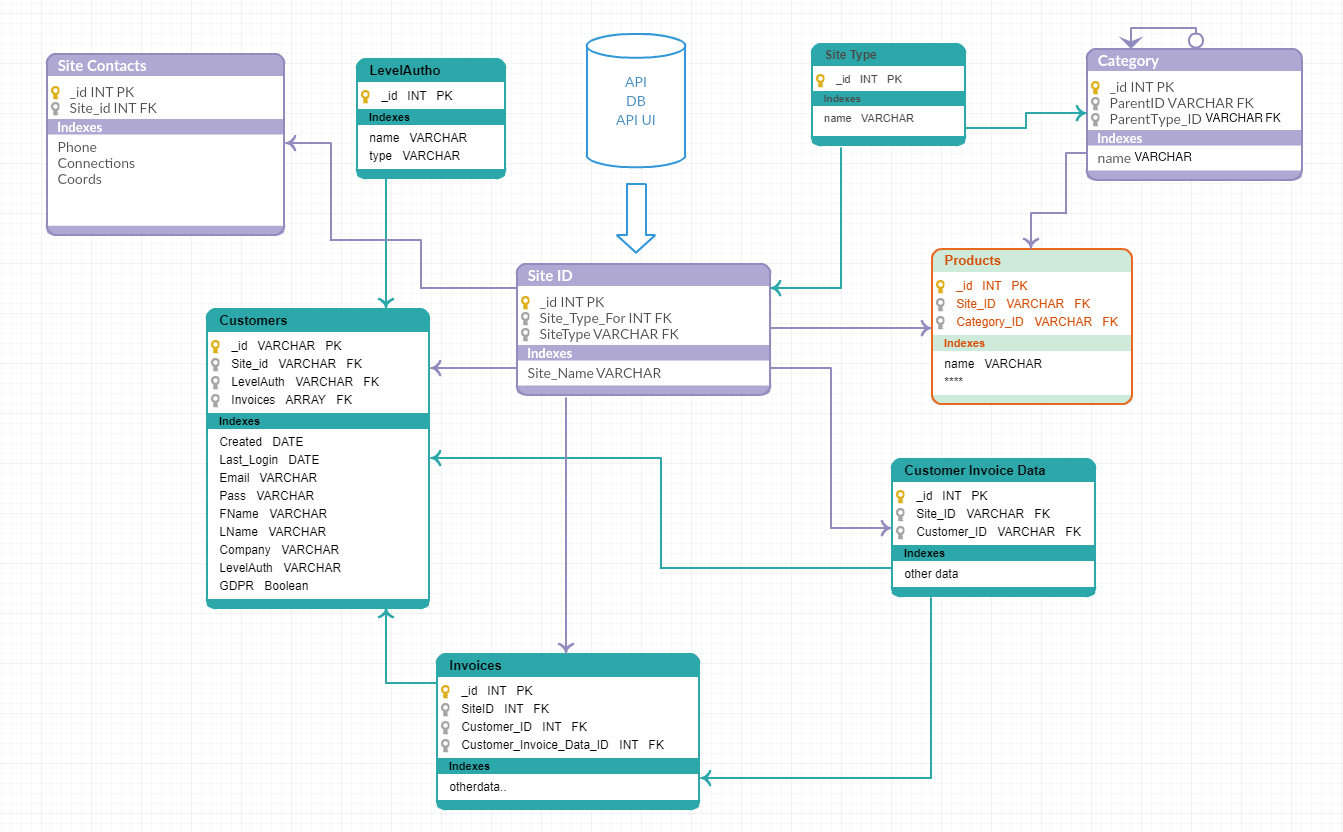 Site Contacts
_id INT PK
Site_id INT FK
Indexes
Phone
Connections
Coords
LevelAutho
_id INT PK
Indexes
name VARCHAR
type VARCHAR
API
DB
API UI
Site Type
_id INT PK
Indexes
name VARCHAR
Category
_id INT PK
ParentID VARCHAR FK
ParentType_ID VARCHAR FK
Indexes
name VARCHAR
Site ID
_id INT PK
Site_Type_For INT FK
SiteType VARCHAR FK
Indexes
Site_Name VARCHAR
Products
_id INT PK
Site_ID VARCHAR FK
Category_ID VARCHAR FK
Indexes
name VARCHAR
****
Customers
_id VARCHAR PK
Site_id VARCHAR FK
LevelAuth VARCHAR FK
Invoices ARRAY FK
Indexes
Created DATE
Last_Login DATE
Email VARCHAR
Pass VARCHAR
FName VARCHAR
LName VARCHAR
Company VARCHAR
LevelAuth VARCHAR
GDPR Boolean
Customer Invoice Data
_id INT PK
Site_ID VARCHAR FK
Customer_ID VARCHAR FK
Indexes
other data
Invoices
_id INT PK
SiteID INT FK
Customer_ID INT FK
Customer_Invoice_Data_ID INT FK
Indexes
otherdata..